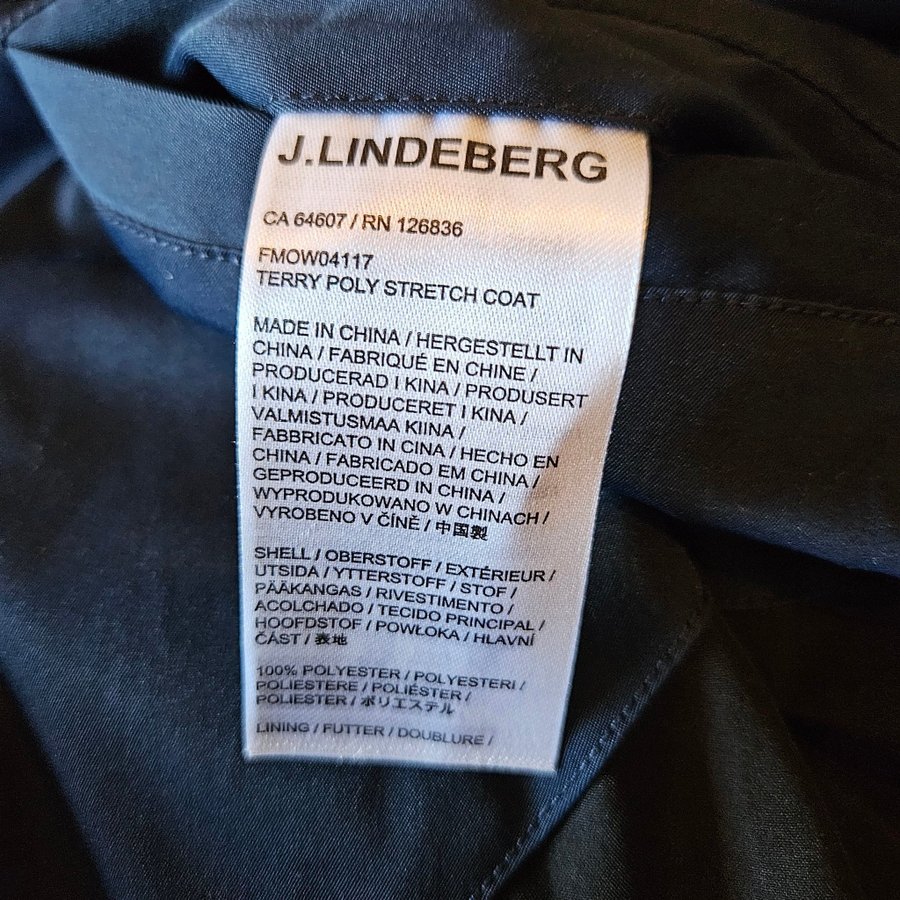 J.LINDEBERG
CA 64607 / RN 126836
FMOW04117
TERRY POLY STRETCH COAT
MADE IN CHINA / HERGESTELLT IN
CHINA / FABRIQUÉ EN CHINE /
PRODUCERAD I KINA / PRODUSERT
I KINA / PRODUCERET I KINA /
VALMISTUSMAA KIINA /
FABBRICATO IN CINA / HECHO EN
CHINA / FABRICADO EM CHINA /
GEPRODUCEERD IN CHINA /
WYPRODUKOWANO W CHINACH /
VYROBENO V ČÍNĚ / 中国製
SHELL / OBERSTOFF / EXTÉRIEUR /
UTSIDA / YTTERSTOFF / STOF /
PÄÄKANGAS / RIVESTIMENTO /
ACOLCHADO / TECIDO PRINCIPAL /
HOOFDSTOF / POWŁOKA / HLAVNÍ
ČÁST / 表地
100% POLYESTER / POLYESTERI /
POLIESTERE / POLIÉSTER /
POLIESTER / ポリエステル
LINING / FUTTER / DOUBLURE /